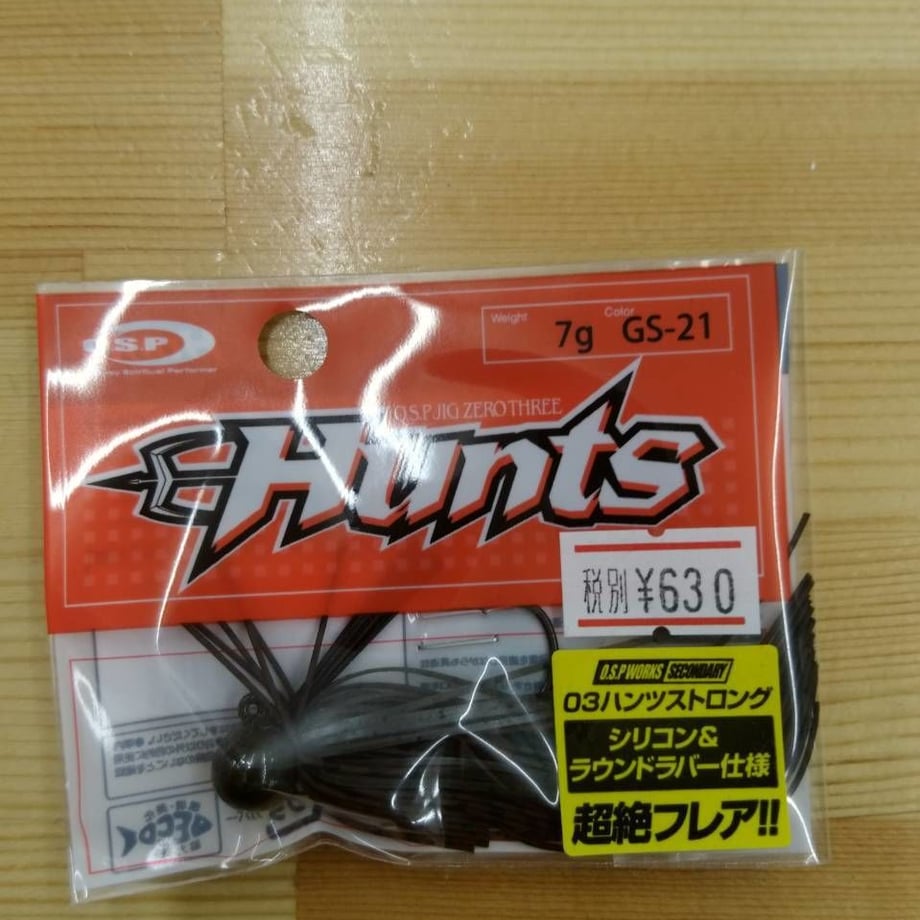 O.S.P
Spiritual Performer
Weight
7g
Color
GS-21
O.S.P JIG ZERO THREE
Hunts
税別 ¥630
O.S.P WORKS SECONDARY
03ハンツストロング
シリコン&
ラウンドラバー仕様
超絶フレア!!